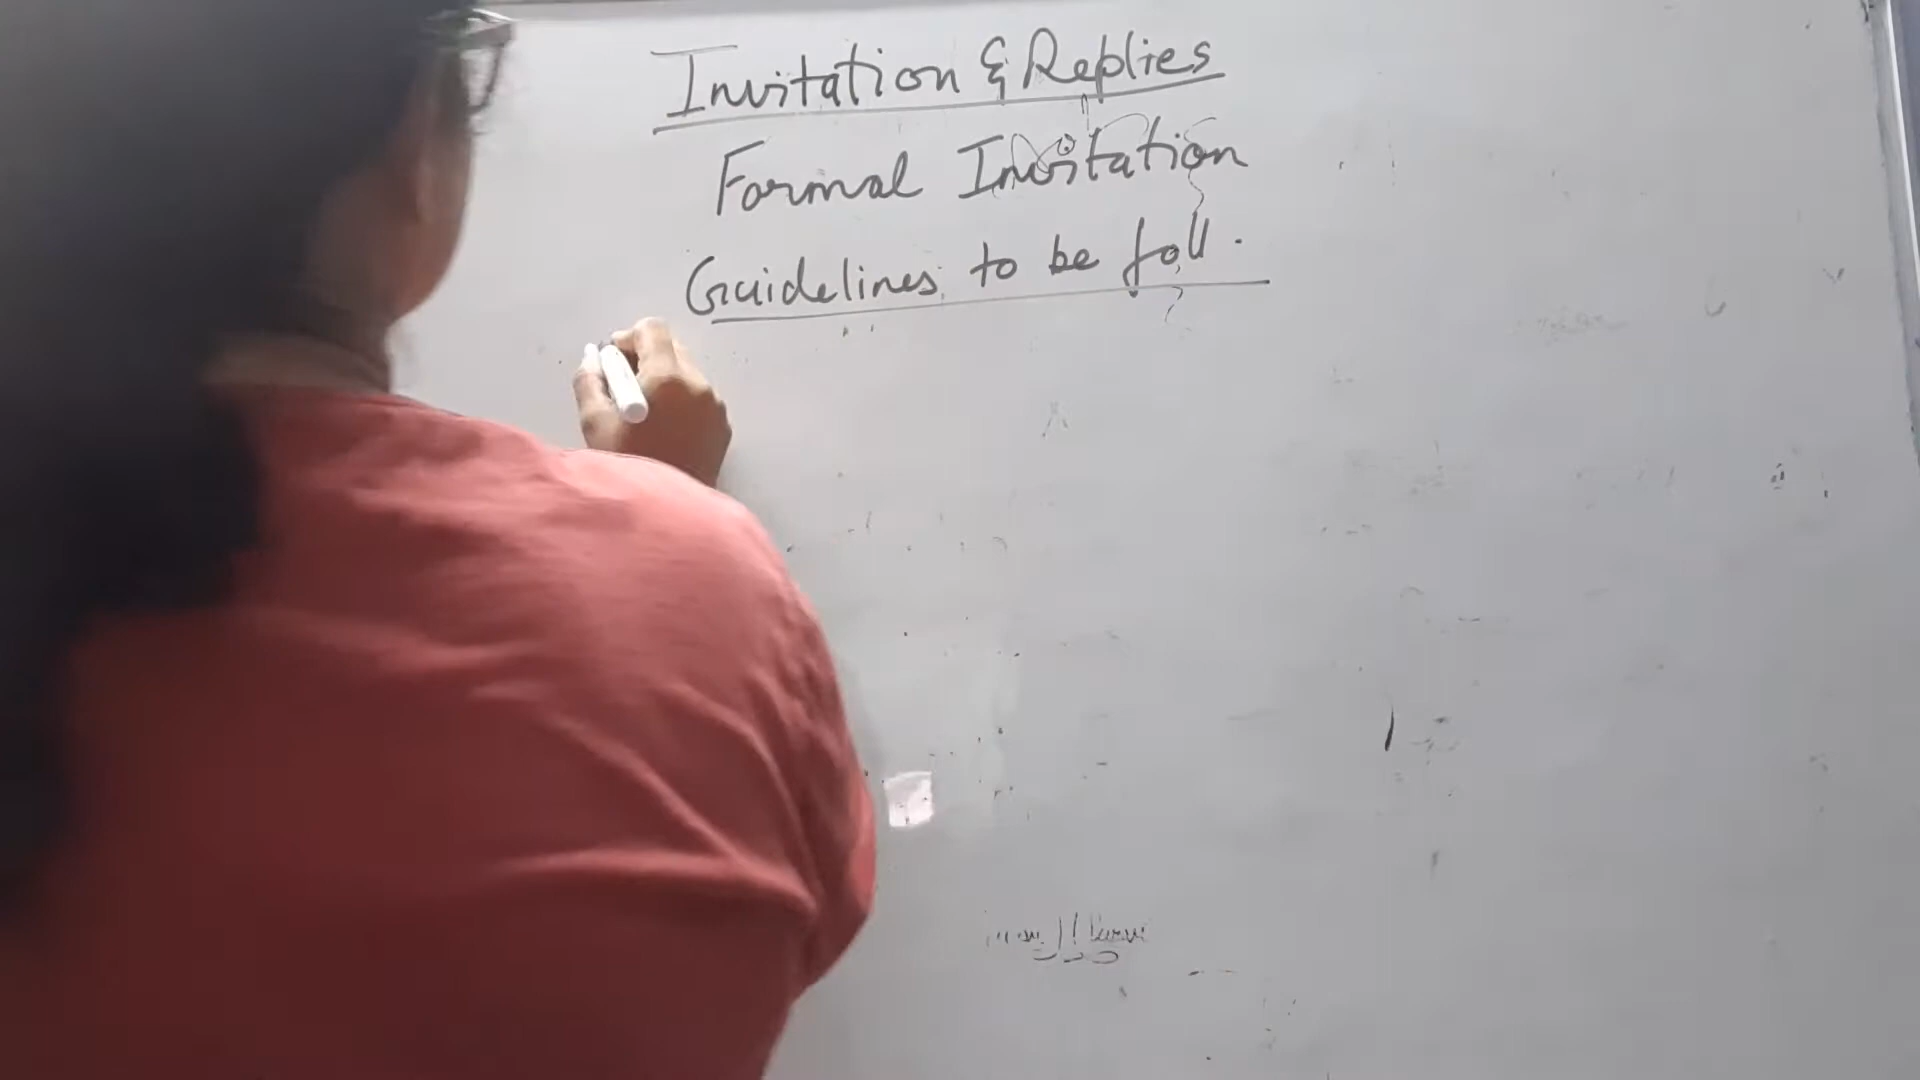 Invitation & Replies
Formal Invitation
Guidelines to be foll.